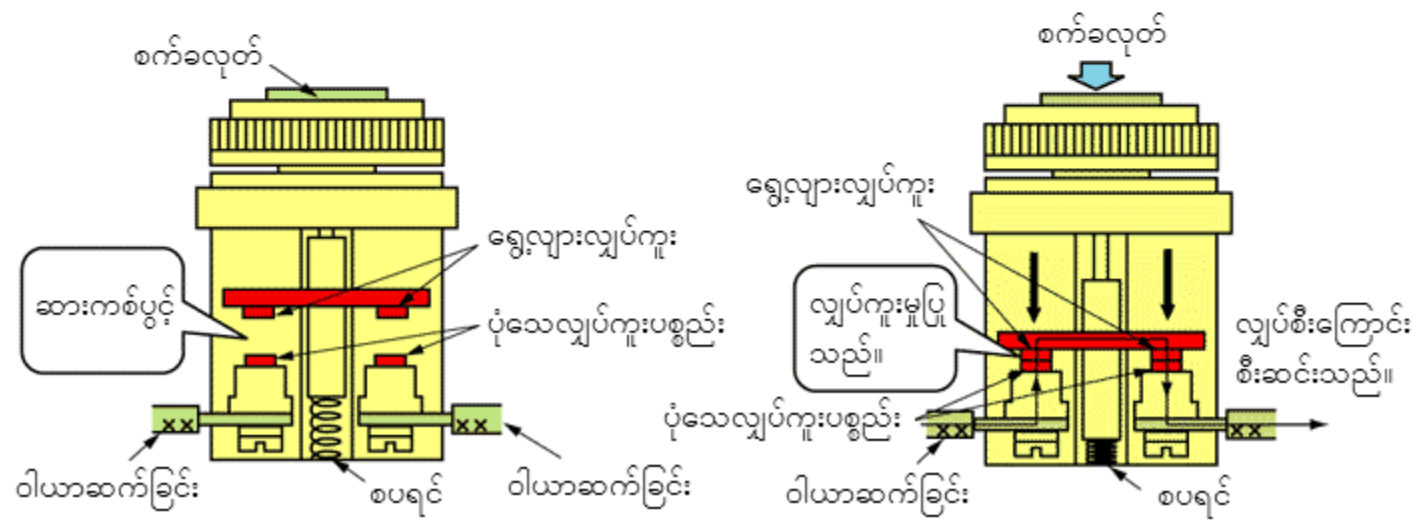 စက်ခလုတ်
ရွေ့လျားလျှပ်ကူး
ဆားကစ်ပွင့်
ပုံသေလျှပ်ကူးပစ္စည်း
ဝါယာဆက်ခြင်း
စပရင်
ဝါယာဆက်ခြင်း
စက်ခလုတ်
ရွေ့လျားလျှပ်ကူး
လျှပ်ကူးမှုပြု
သည်။
လျှပ်စီးကြောင်း
စီးဆင်းသည်။
ပုံသေလျှပ်ကူးပစ္စည်း
ဝါယာဆက်ခြင်း
စပရင်